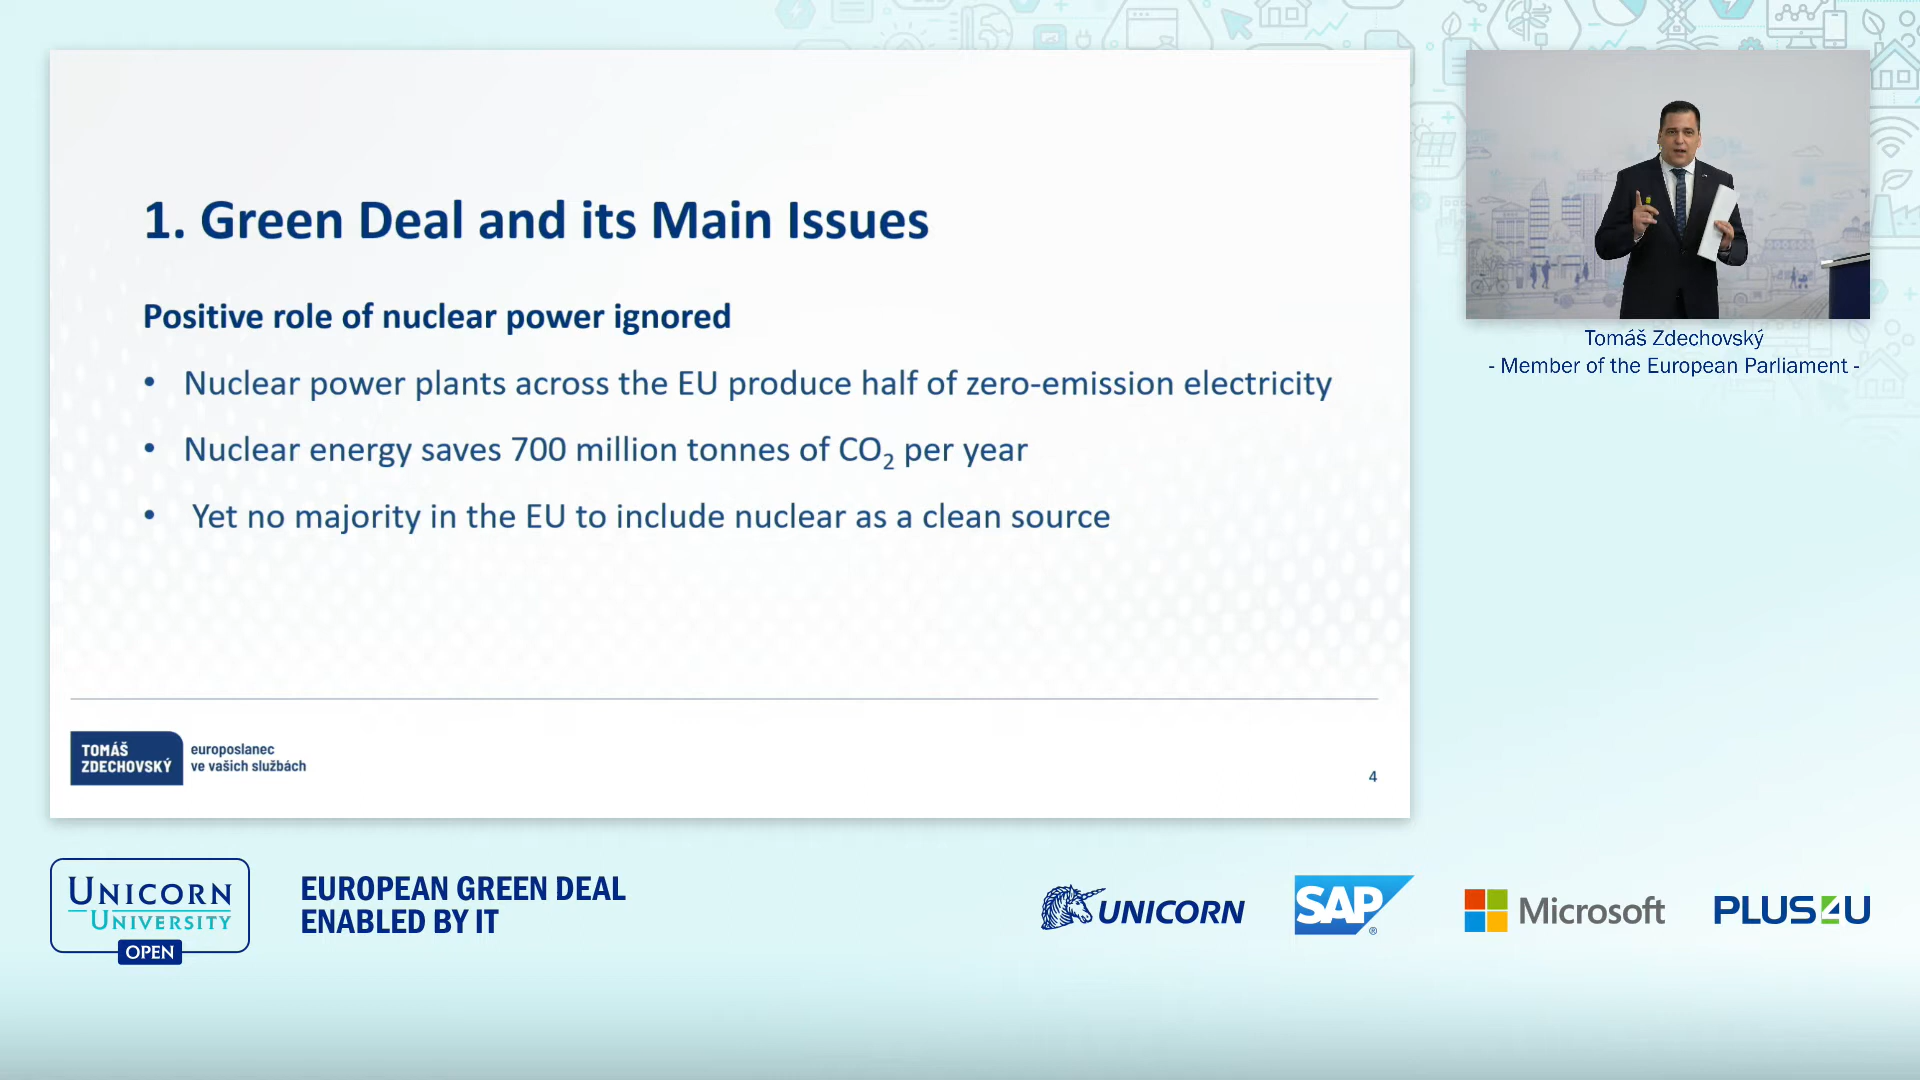 1. Green Deal and its Main Issues
Positive role of nuclear power ignored
• Nuclear power plants across the EU produce half of zero-emission electricity
• Nuclear energy saves 700 million tonnes of CO₂ per year
• Yet no majority in the EU to include nuclear as a clean source
TOMÁŠ
ZDECHOVSKÝ
europoslanec
ve vašich službách
4
Tomáš Zdechovský
- Member of the European Parliament -
UNICORN
UNIVERSITY
OPEN
EUROPEAN GREEN DEAL
ENABLED BY IT
UNICORN
SAP®
Microsoft
PLUS4U